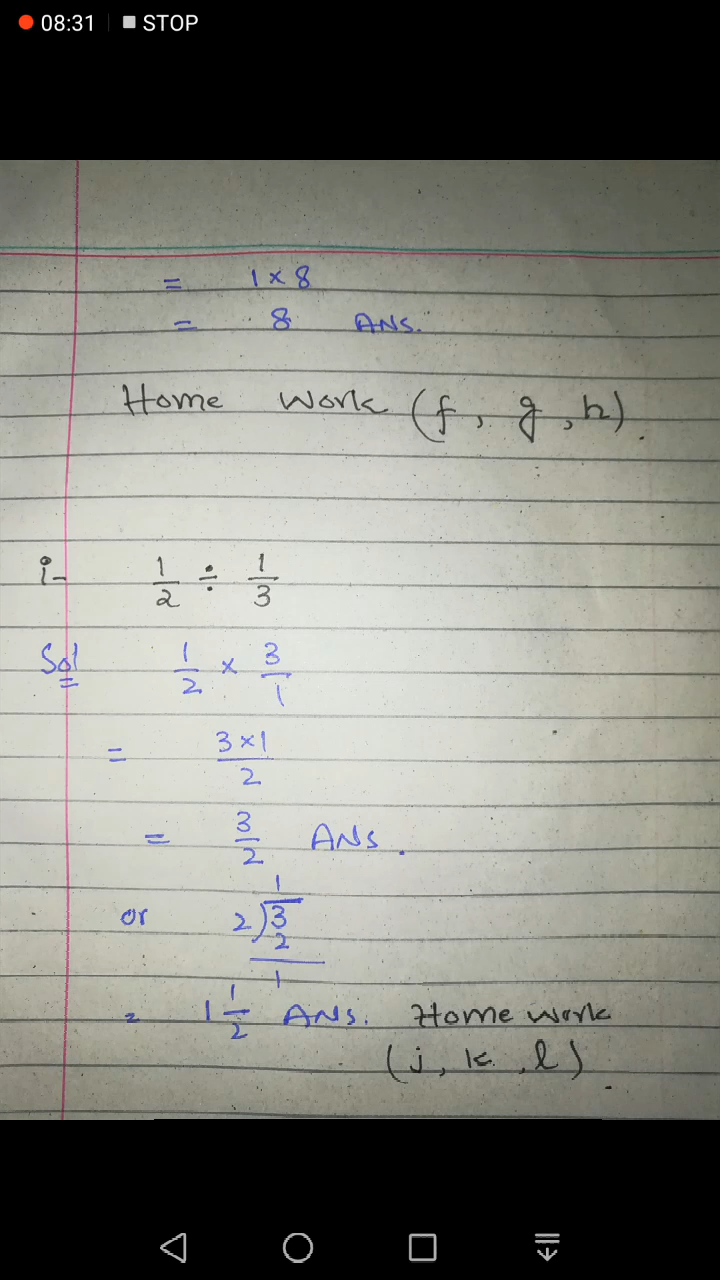 08:31 STOP
= 1 × 8
= 8 ANS.
Home Work (f, g, h).
i- 1/2 ÷ 1/3
Sol 1/2 × 3/1
= 3×1/2
= 3/2 ANS.
or 2)3
1
2
1
= 1 1/2 ANS. Home work
(j, k, l).